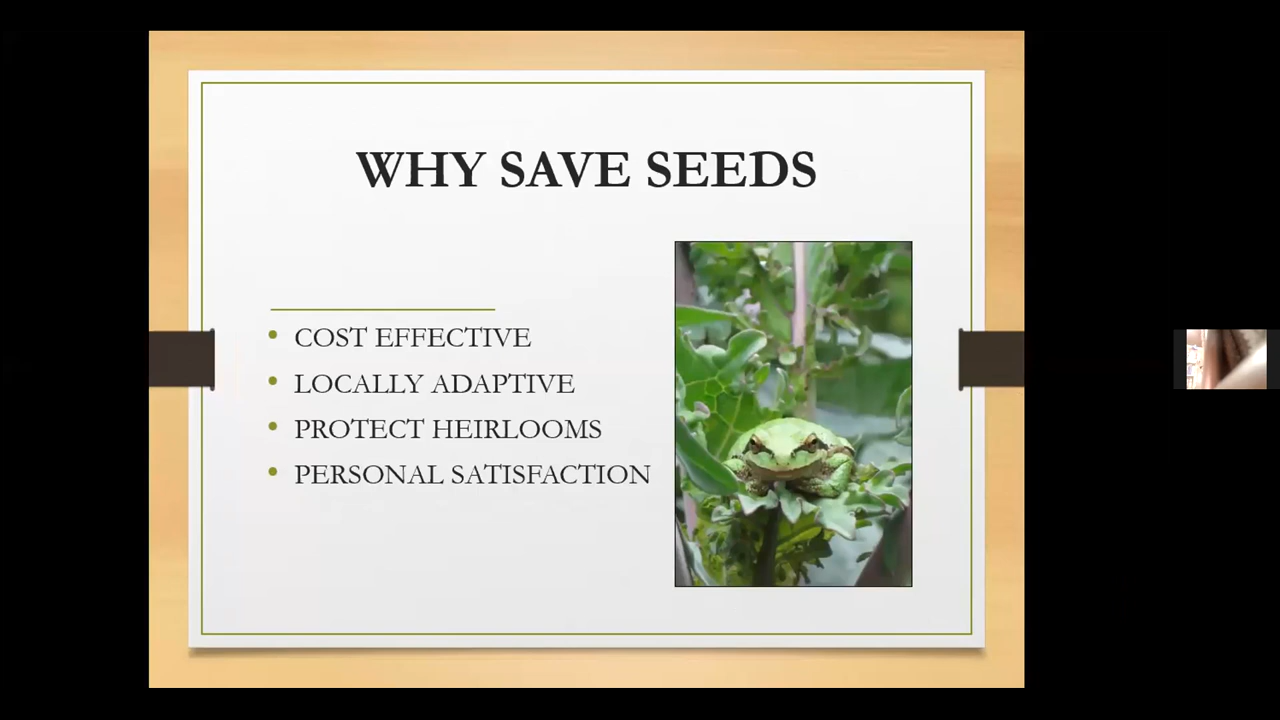 WHY SAVE SEEDS
COST EFFECTIVE
LOCALLY ADAPTIVE
PROTECT HEIRLOOMS
PERSONAL SATISFACTION